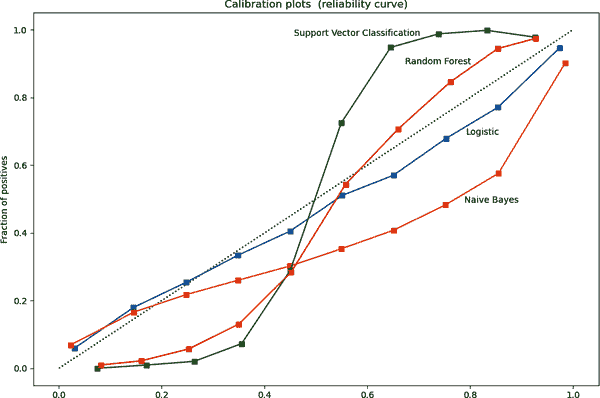 Calibration plots (reliability curve)
1.0
Support Vector Classification
Random Forest
0.8
Logistic
0.6
Naive Bayes
Fraction of positives
0.4
0.2
0.0
0.0 0.2 0.4 0.6 0.8 1.0